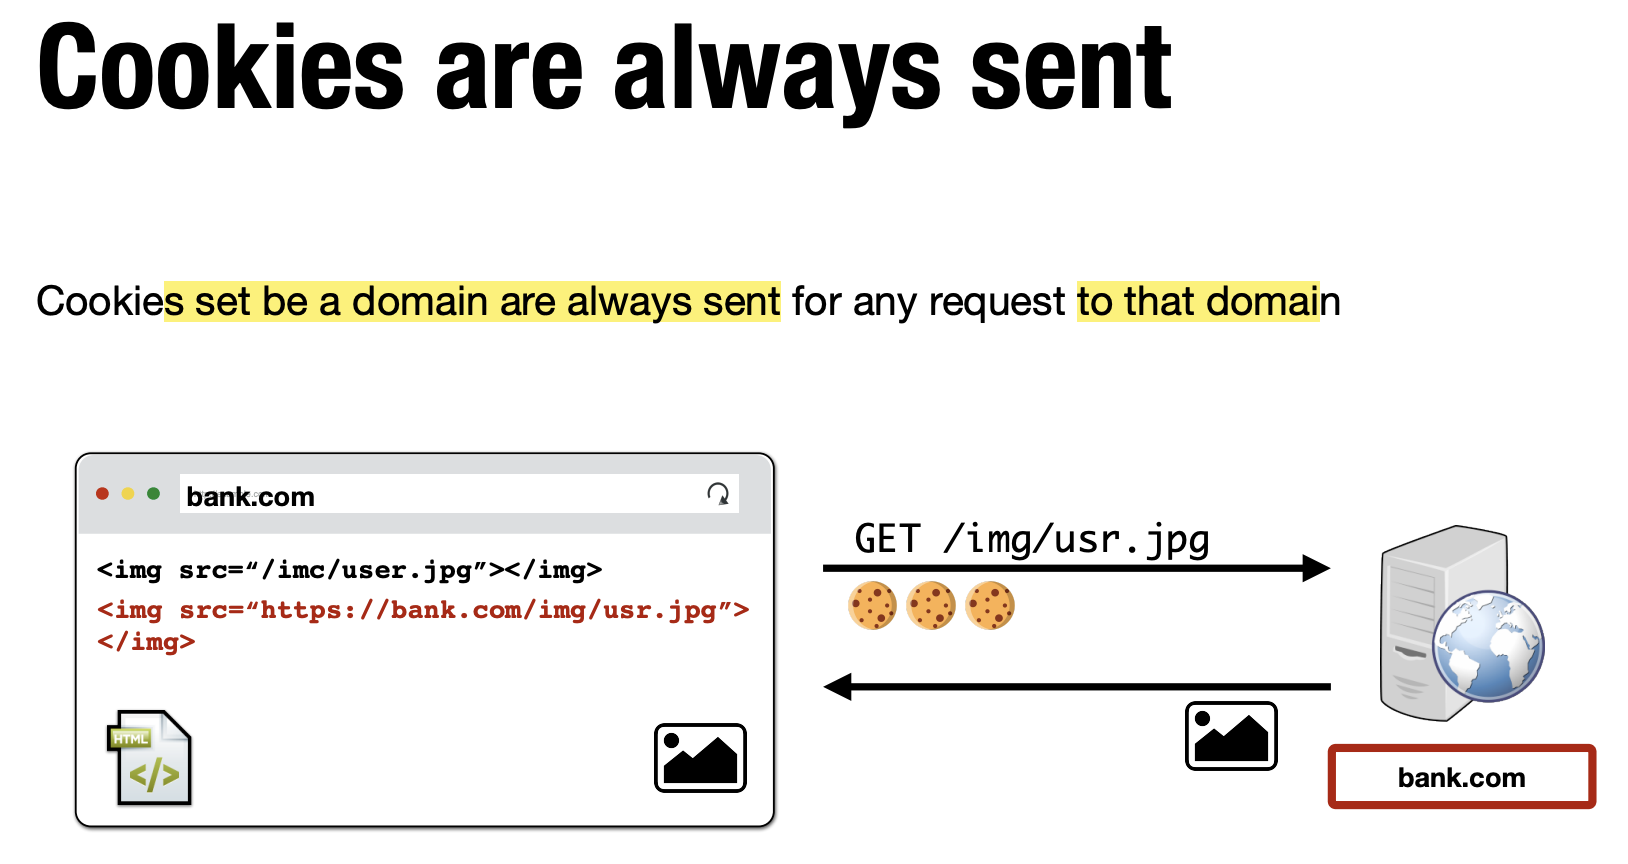 Cookies are always sent
Cookies set be a domain are always sent for any request to that domain
bank.com
<img src=“/imc/user.jpg”></img>
<img src=“https://bank.com/img/usr.jpg”>
</img>
HTML
</>
GET /img/usr.jpg
bank.com